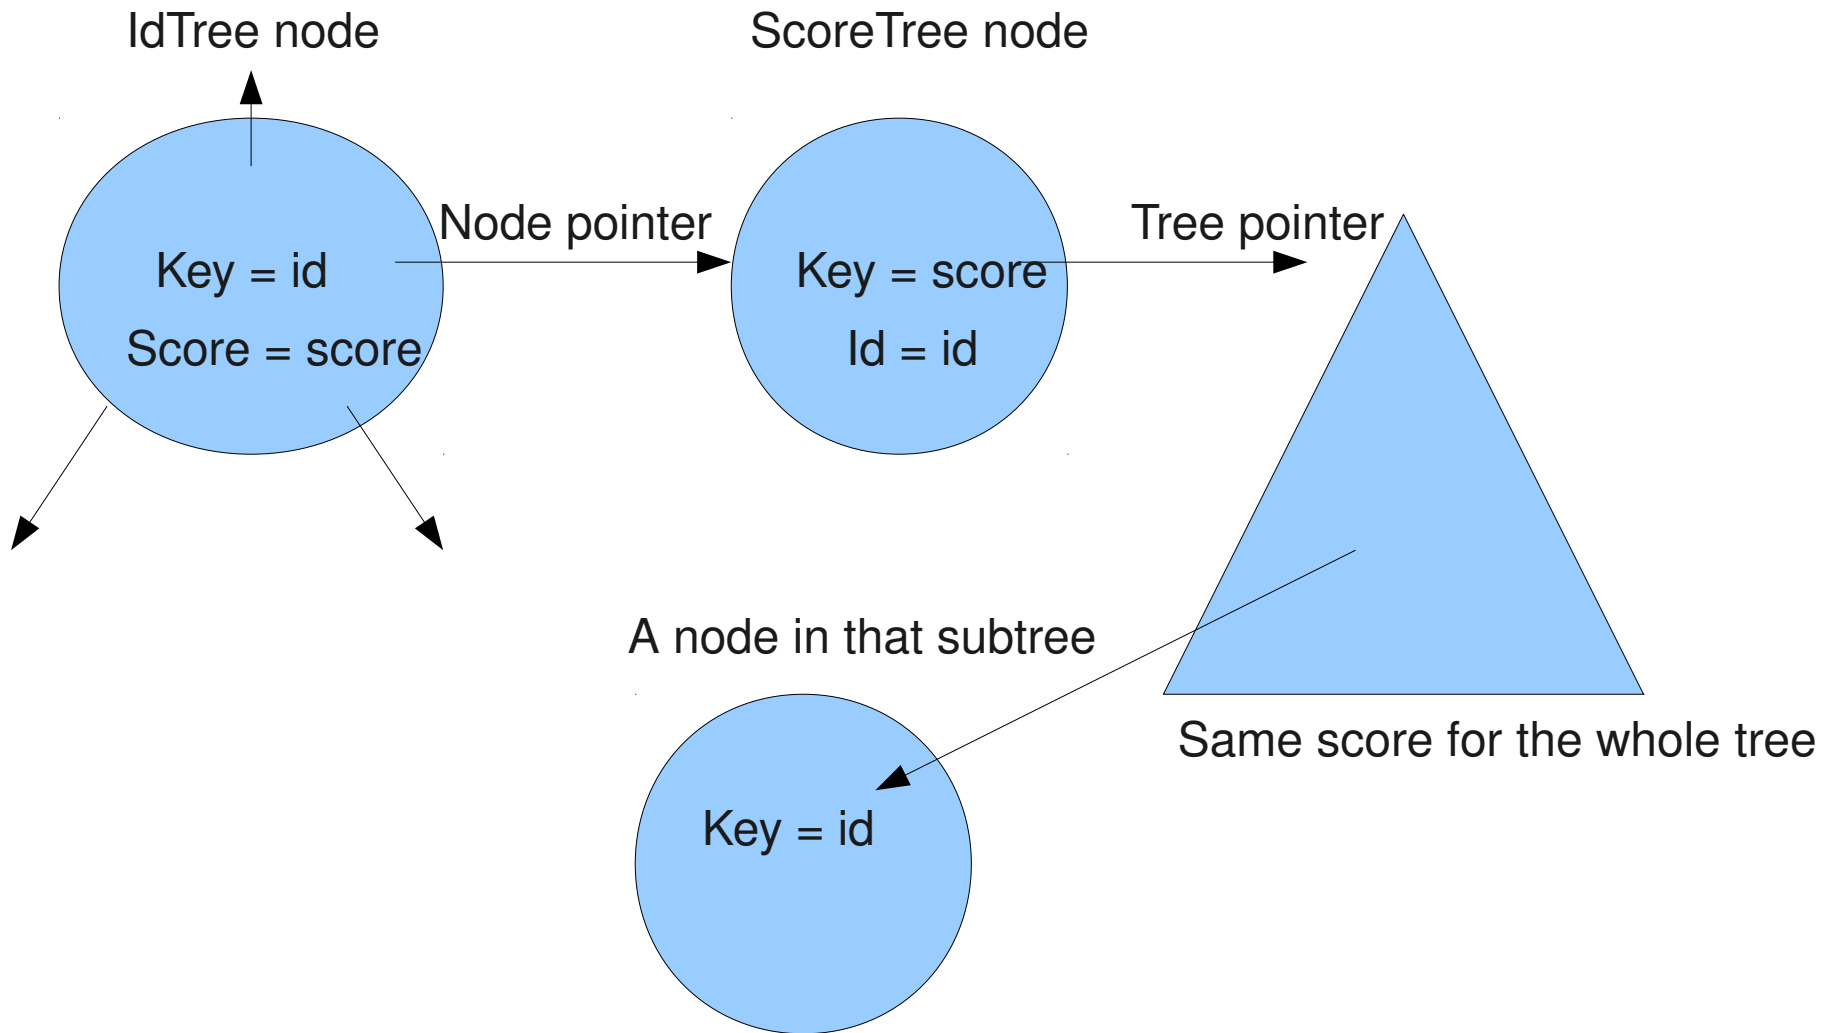 IdTree node
ScoreTree node
Node pointer
Tree pointer
Key = id
Key = score
Score = score
Id = id
A node in that subtree
Same score for the whole tree
Key = id